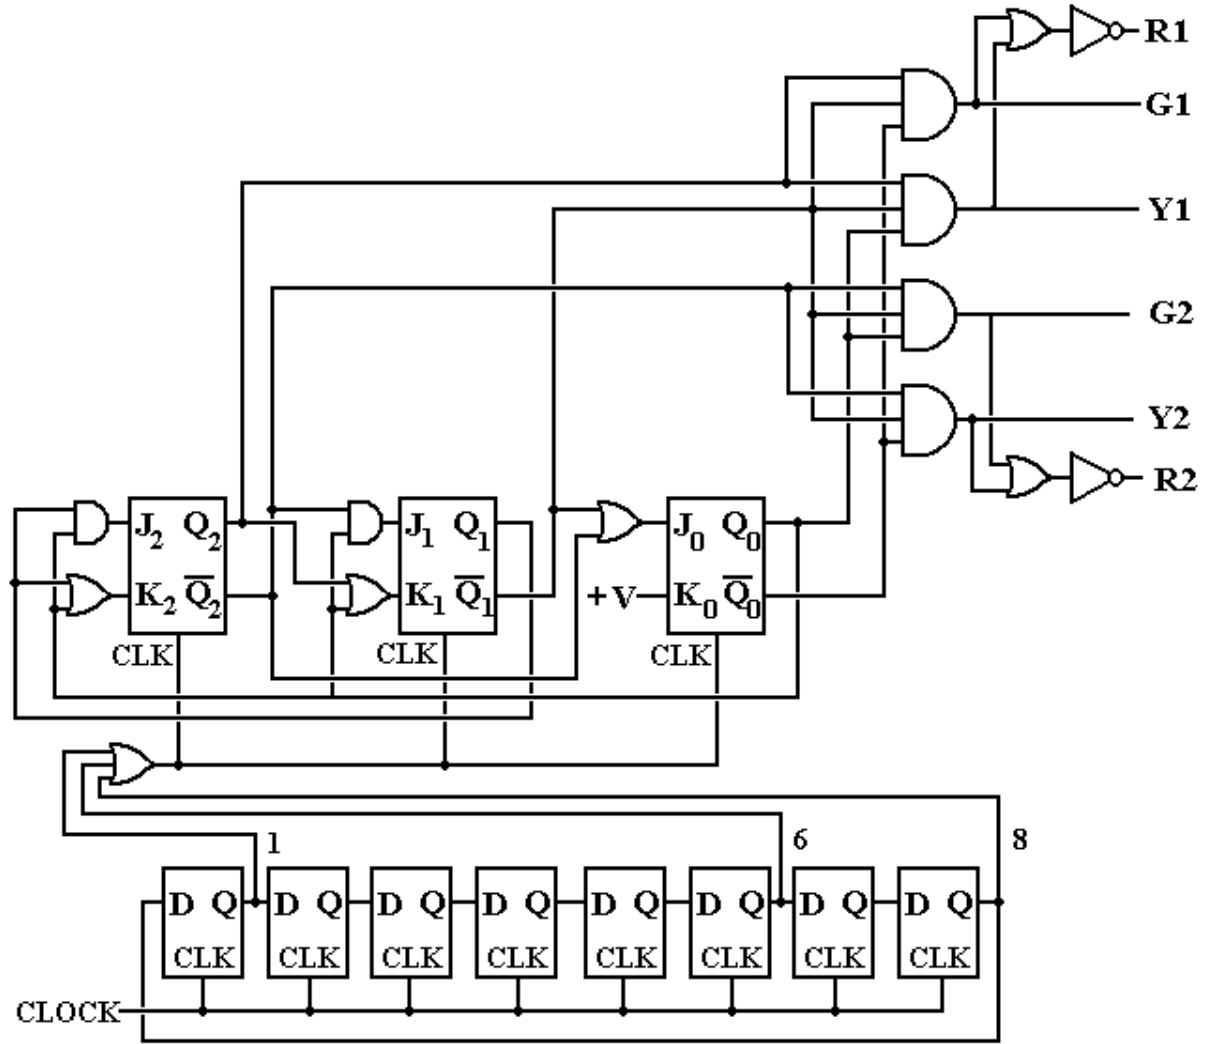 R1
G1
Y1
G2
Y2
R2
J2 Q2 J1 Q1 J0 Q0
K2 Q̅2 K1 Q̅1 +V K0 Q̅0
CLK CLK CLK
1 6 8
D Q D Q D Q D Q D Q D Q D Q D Q
CLK CLK CLK CLK CLK CLK CLK CLK
CLOCK